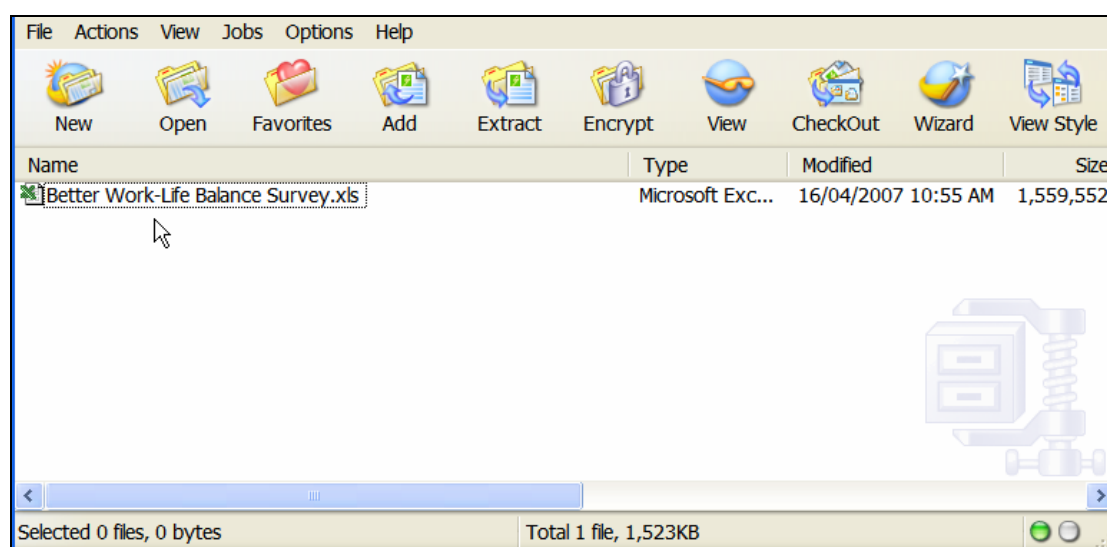 File Actions View Jobs Options Help
New Open Favorites Add Extract Encrypt View CheckOut Wizard View Style
Name Type Modified Size
Better Work-Life Balance Survey.xls Microsoft Exc... 16/04/2007 10:55 AM 1,559,552
Selected 0 files, 0 bytes Total 1 file, 1,523KB